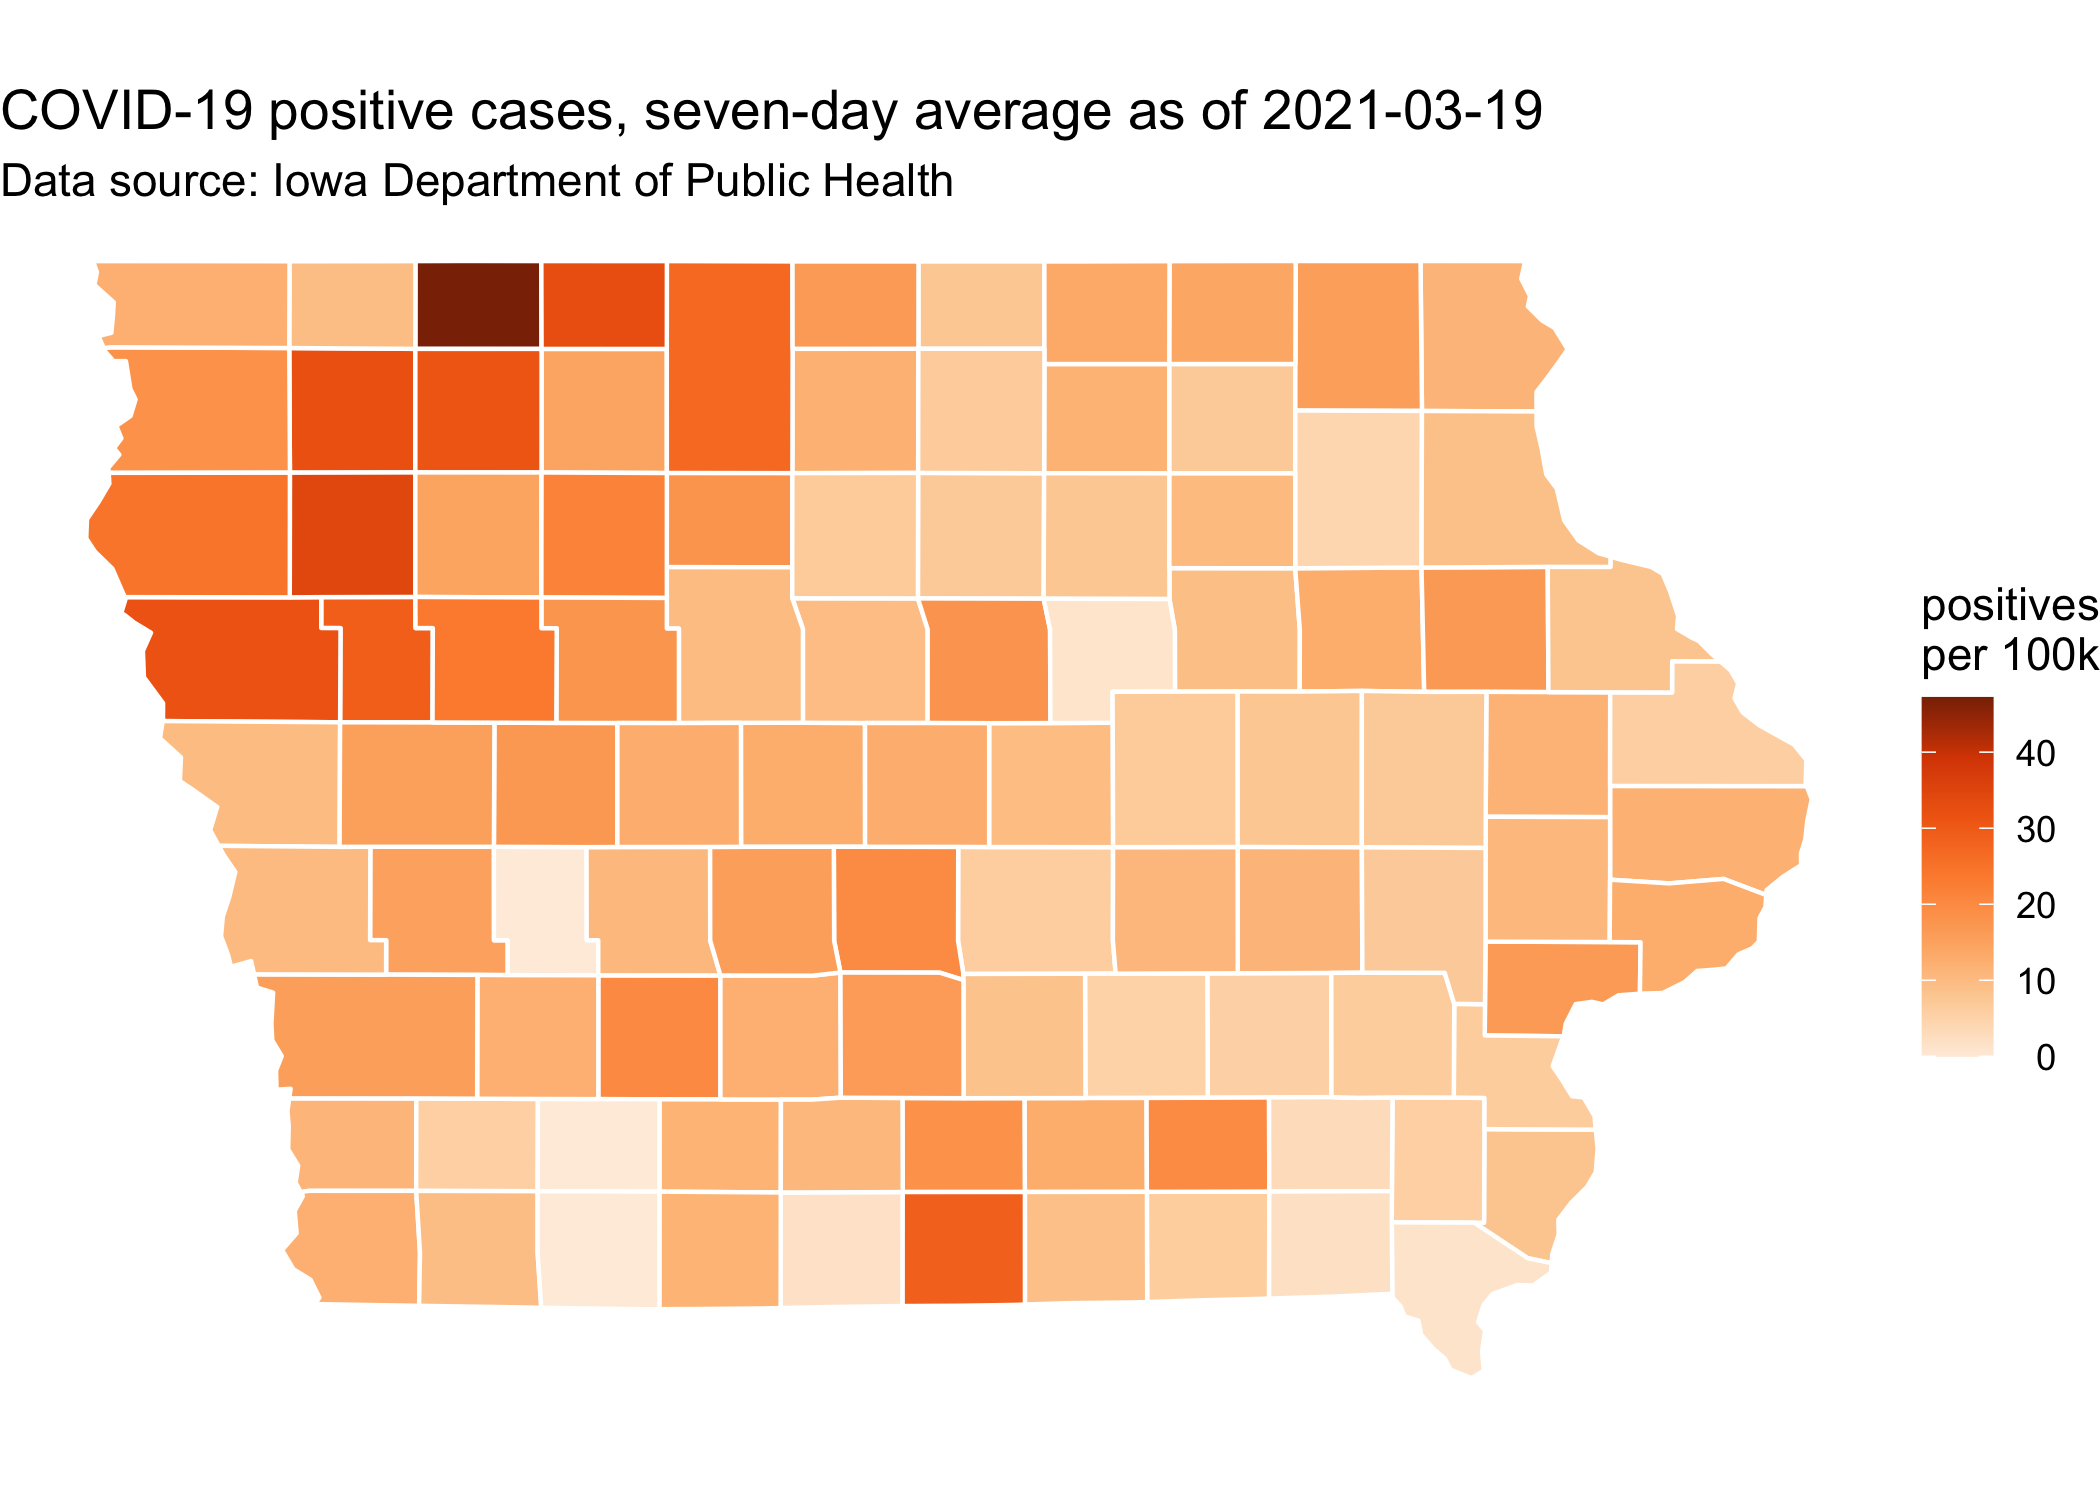 COVID-19 positive cases, seven-day average as of 2021-03-19
Data source: Iowa Department of Public Health
positives
per 100k
40
30
20
10
0